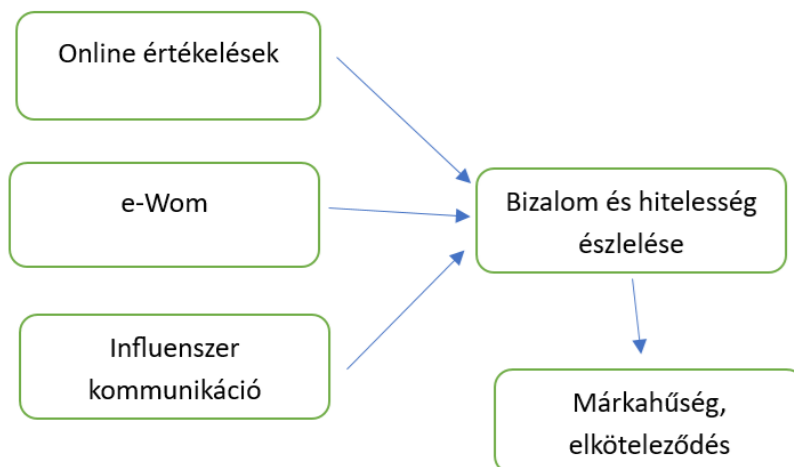 Online értékelések
e-Wom
Influenszer
kommunikáció
Bizalom és hitelesség
észlelése
Márkahűség,
elköteleződés